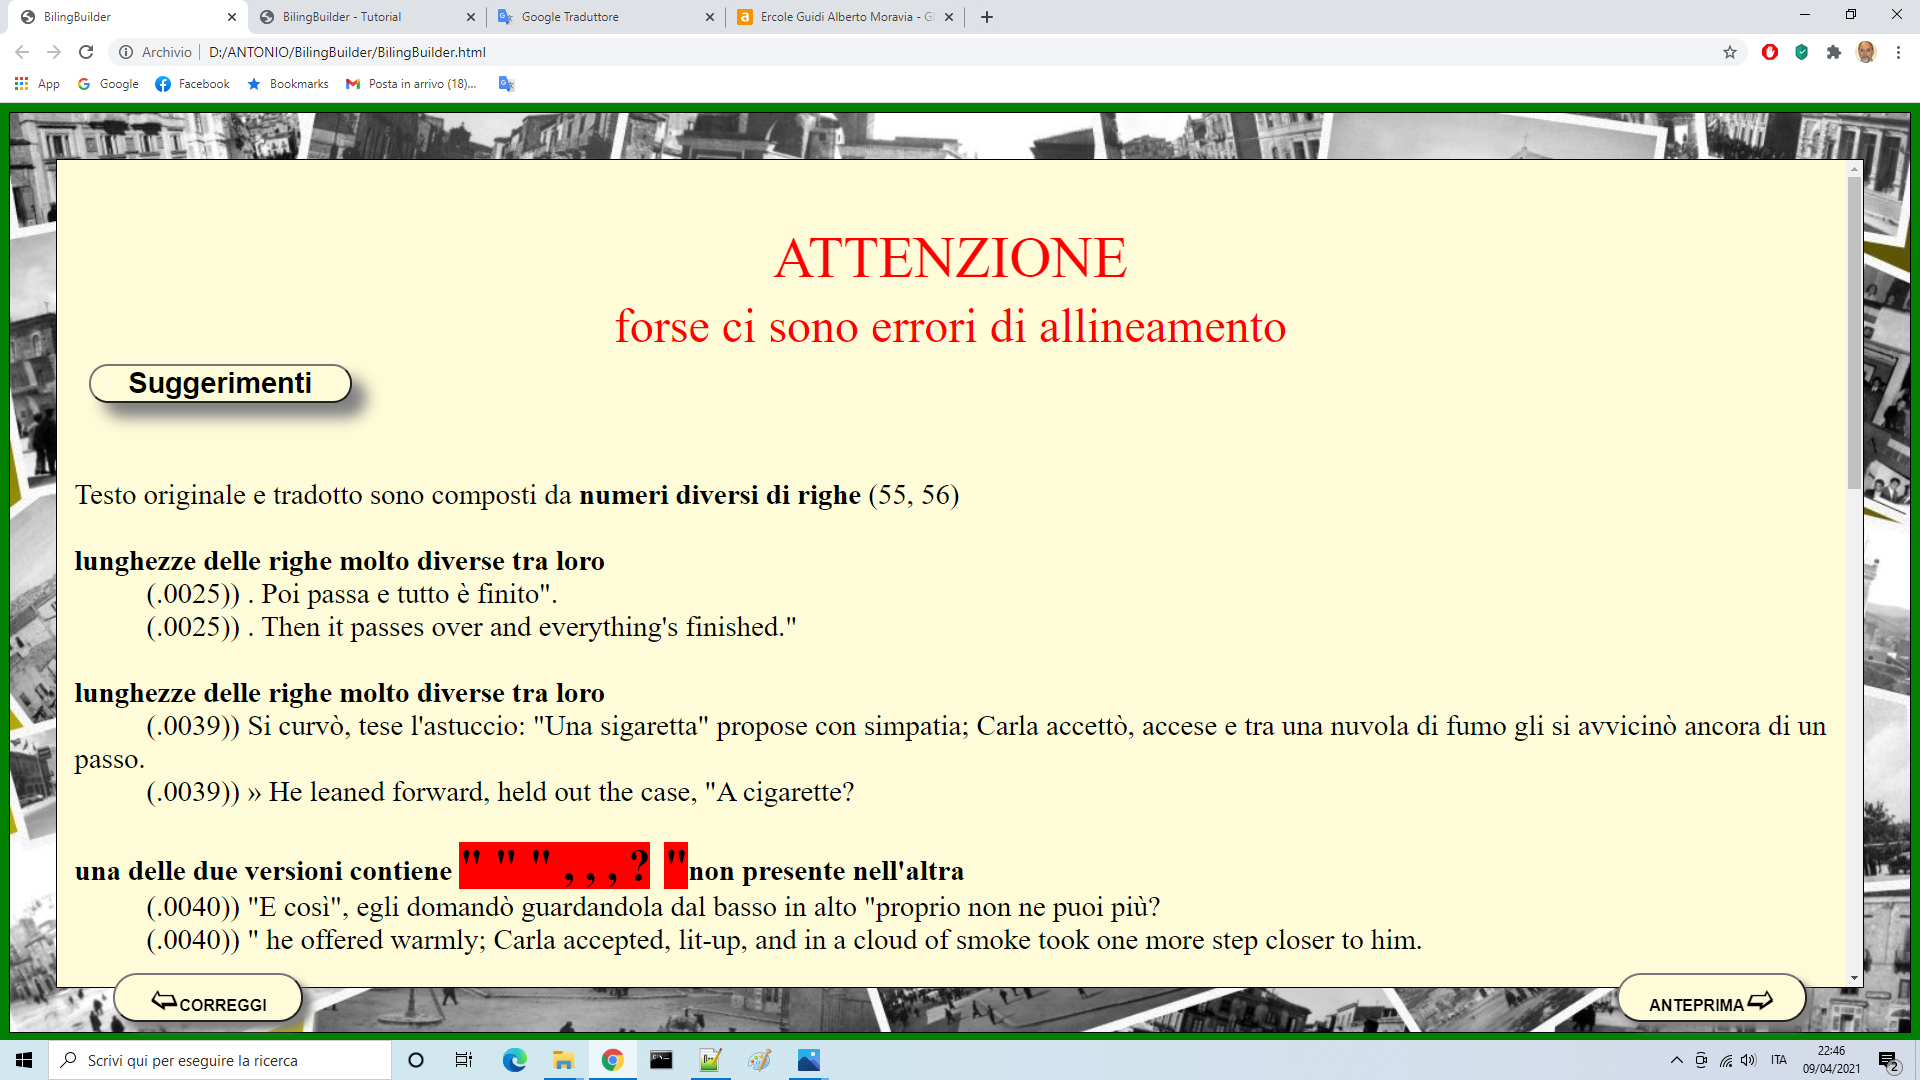 BilingBuilder
BilingBuilder - Tutorial
Google Traduttore
Ercole Guidi Alberto Moravia - Gl
Archivio
D:/ANTONIO/BilingBuilder/BilingBuilder.html
App
Google
Facebook
Bookmarks
Posta in arrivo (18)...
ATTENZIONE
forse ci sono errori di allineamento
Suggerimenti
Testo originale e tradotto sono composti da numeri diversi di righe (55, 56)
lunghezze delle righe molto diverse tra loro
(.0025)) . Poi passa e tutto è finito".
(.0025)) . Then it passes over and everything's finished."
lunghezze delle righe molto diverse tra loro
(.0039)) Si curvò, tese l'astuccio: "Una sigaretta" propose con simpatia; Carla accettò, accese e tra una nuvola di fumo gli si avvicinò ancora di un
passo.
(.0039)) » He leaned forward, held out the case, "A cigarette?
una delle due versioni contiene " " " , , , ? " non presente nell'altra
(.0040)) "E così", egli domandò guardandola dal basso in alto "proprio non ne puoi più?
(.0040)) " he offered warmly; Carla accepted, lit-up, and in a cloud of smoke took one more step closer to him.
CORREGGI
ANTEPRIMA
Scrivi qui per eseguire la ricerca
ITA
22:46
09/04/2021
2